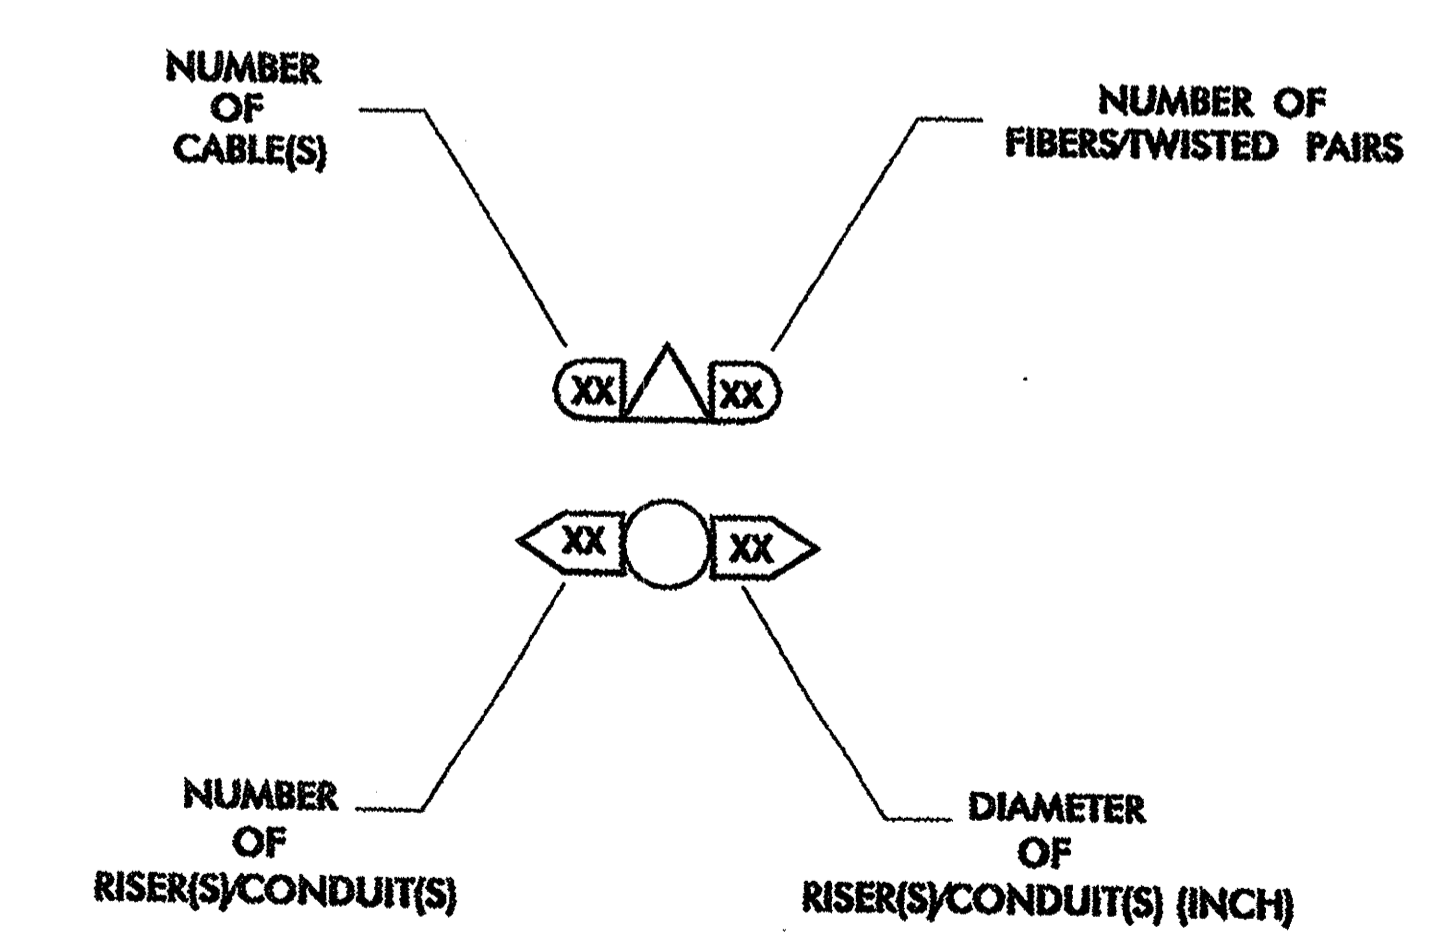 NUMBER
OF
CABLE(S)
NUMBER OF
FIBERS/TWISTED PAIRS
XX
XX
XX
XX
NUMBER
OF
RISER(S)/CONDUIT(S)
DIAMETER
OF
RISER(S)/CONDUIT(S) (INCH)